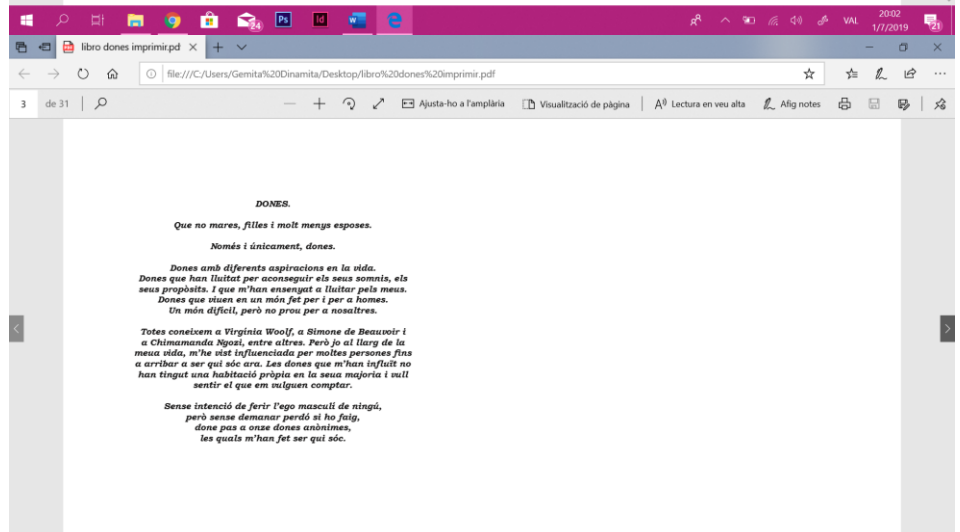 24
Ps
Id
w
VAL
20:02
1/7/2019
21
libro dones imprimir.pd
file:///C:/Users/Gemita%20Dinamita/Desktop/libro%20dones%20imprimir.pdf
3 de 31
Ajusta-ho a l'amplària
Visualització de pàgina
Lectura en veu alta
Afig notes
DONES.
Que no mares, filles i molt menys esposes.
Només i únicament, dones.
Dones amb diferents aspiracions en la vida.
Dones que han lluitat per aconseguir els seus somnis, els
seus propòsits. I que m'han ensenyat a lluitar pels meus.
Dones que viuen en un món fet per i per a homes.
Un món difícil, però no prou per a nosaltres.
Totes coneixem a Virgínia Woolf, a Simone de Beauvoir i
a Chimamanda Ngozi, entre altres. Però jo al llarg de la
meua vida, m'he vist influenciada per moltes persones fins
a arribar a ser qui sóc ara. Les dones que m'han influït no
han tingut una habitació pròpia en la seua majoria i vull
sentir el que em vulguen comptar.
Sense intenció de ferir l'ego masculí de ningú,
però sense demanar perdó si ho faig,
done pas a onze dones anònimes,
les quals m'han fet ser qui sóc.